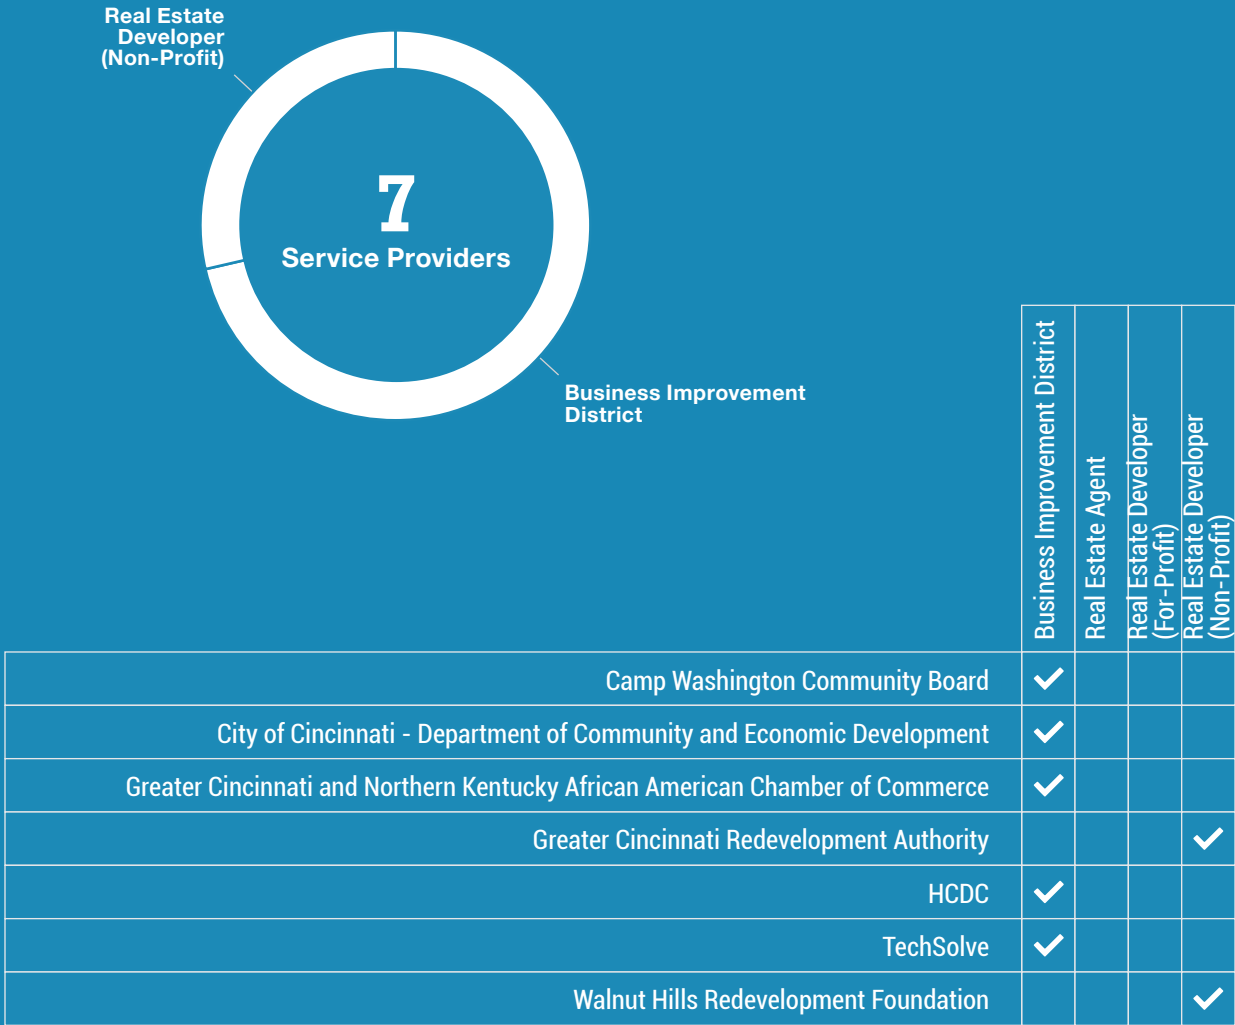 Real Estate
Developer
(Non-Profit)
7
Service Providers
Business Improvement
District
Business Improvement District
Real Estate Agent
Real Estate Developer
(For-Profit)
Real Estate Developer
(Non-Profit)
Camp Washington Community Board
City of Cincinnati - Department of Community and Economic Development
Greater Cincinnati and Northern Kentucky African American Chamber of Commerce
Greater Cincinnati Redevelopment Authority
HCDC
TechSolve
Walnut Hills Redevelopment Foundation